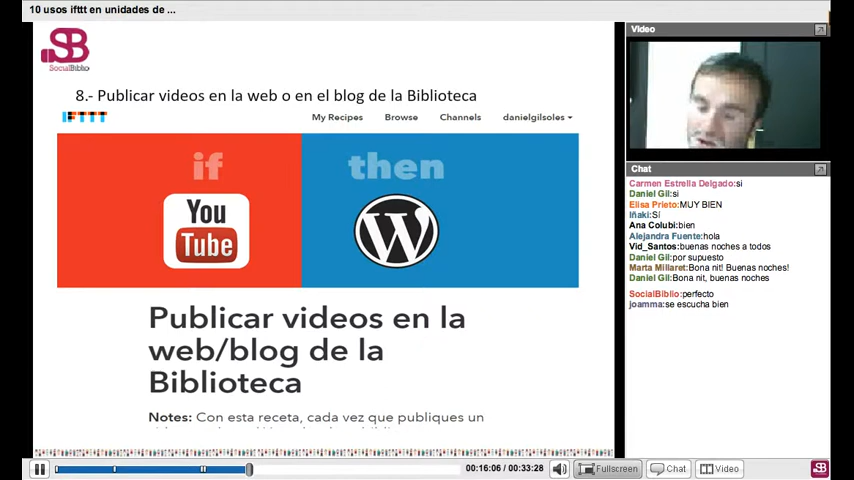 10 usos ifttt en unidades de ...
SB
SocialBiblio
8.- Publicar videos en la web o en el blog de la Biblioteca
IFTTT
My Recipes Browse Channels danielgilsoles
if then
You
Tube
W
Publicar videos en la
web/blog de la
Biblioteca
Notes: Con esta receta, cada vez que publiques un
Video
Chat
Carmen Estrella Delgado:si
Daniel Gil:si
Elisa Prieto:MUY BIEN
Iñaki:Sí
Ana Colubi:bien
Alejandra Fuente:hola
Vid_Santos:buenas noches a todos
Daniel Gil:por supuesto
Marta Millaret:Bona nit! Buenas noches!
Daniel Gil:Bona nit, buenas noches
SocialBiblio:perfecto
joamma:se escucha bien
00:16:06 / 00:33:28
Fullscreen
Chat
Video
SB